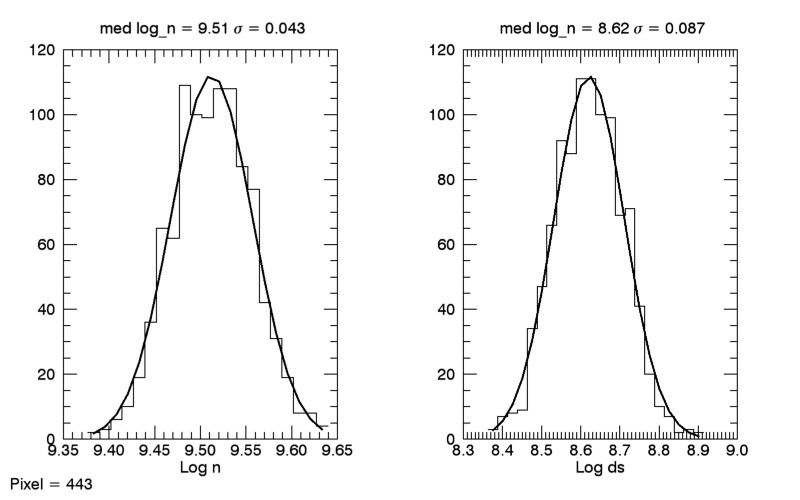 med log_n = 9.51 σ = 0.043
120
100
80
60
40
20
0
9.35 9.40 9.45 9.50 9.55 9.60 9.65
Log n
med log_n = 8.62 σ = 0.087
120
100
80
60
40
20
0
8.3 8.4 8.5 8.6 8.7 8.8 8.9 9.0
Log ds
Pixel = 443